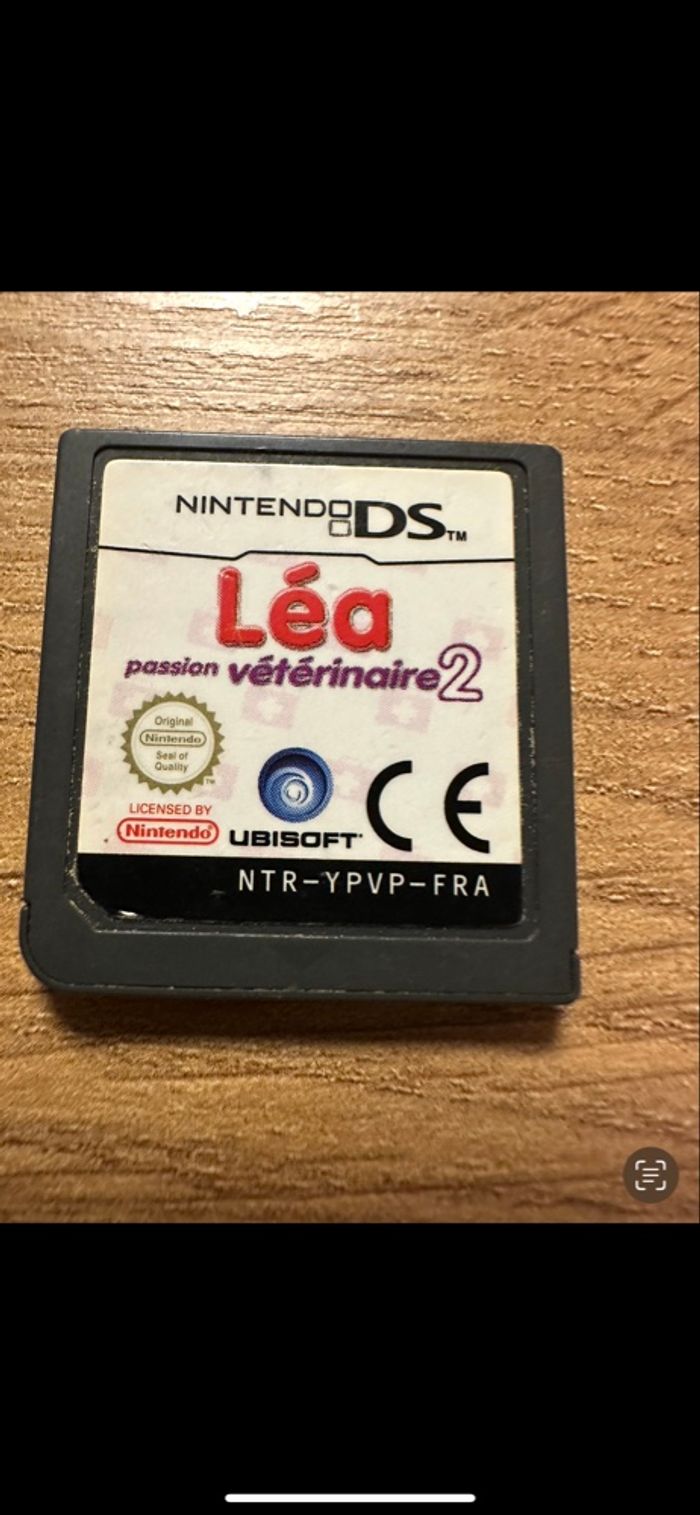 NINTENDO DS™
Léa
passion vétérinaire 2
Original
Nintendo
Seal of
Quality
™
LICENSED BY
Nintendo®
UBISOFT
CE
NTR-YPVP-FRA